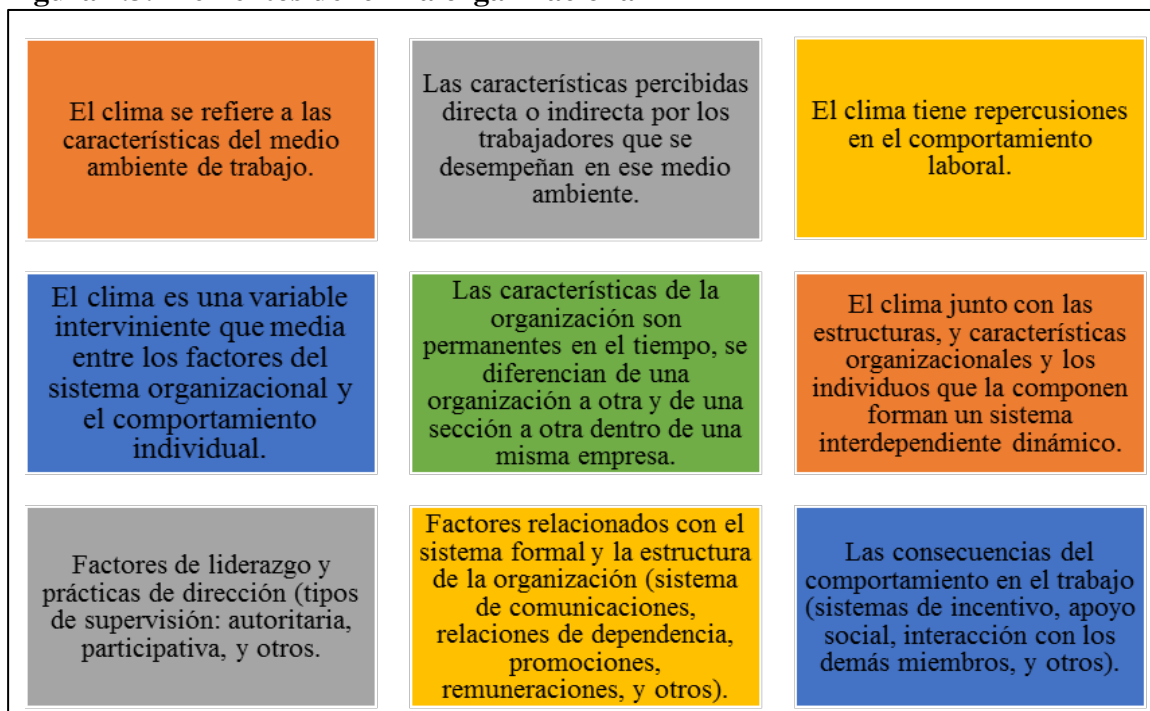 El clima se refiere a las
características del medio
ambiente de trabajo.
Las características percibidas
directa o indirecta por los
trabajadores que se
desempeñan en ese medio
ambiente.
El clima tiene repercusiones
en el comportamiento
laboral.
El clima es una variable
interviniente que media
entre los factores del
sistema organizacional y
el comportamiento
individual.
Las características de la
organización son
permanentes en el tiempo, se
diferencian de una
organización a otra y de una
sección a otra dentro de una
misma empresa.
El clima junto con las
estructuras, y características
organizacionales y los
individuos que la componen
forman un sistema
interdependiente dinámico.
Factores de liderazgo y
prácticas de dirección (tipos
de supervisión: autoritaria,
participativa, y otros.
Factores relacionados con el
sistema formal y la estructura
de la organización (sistema
de comunicaciones,
relaciones de dependencia,
promociones,
remuneraciones, y otros).
Las consecuencias del
comportamiento en el trabajo
(sistemas de incentivo, apoyo
social, interacción con los
demás miembros, y otros).